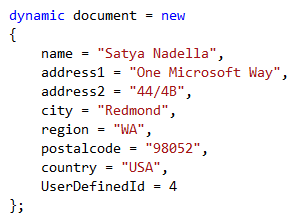 dynamic document = new
{
    name = "Satya Nadella",
    address1 = "One Microsoft Way",
    address2 = "44/4B",
    city = "Redmond",
    region = "WA",
    postalcode = "98052",
    country = "USA",
    UserDefinedId = 4
};